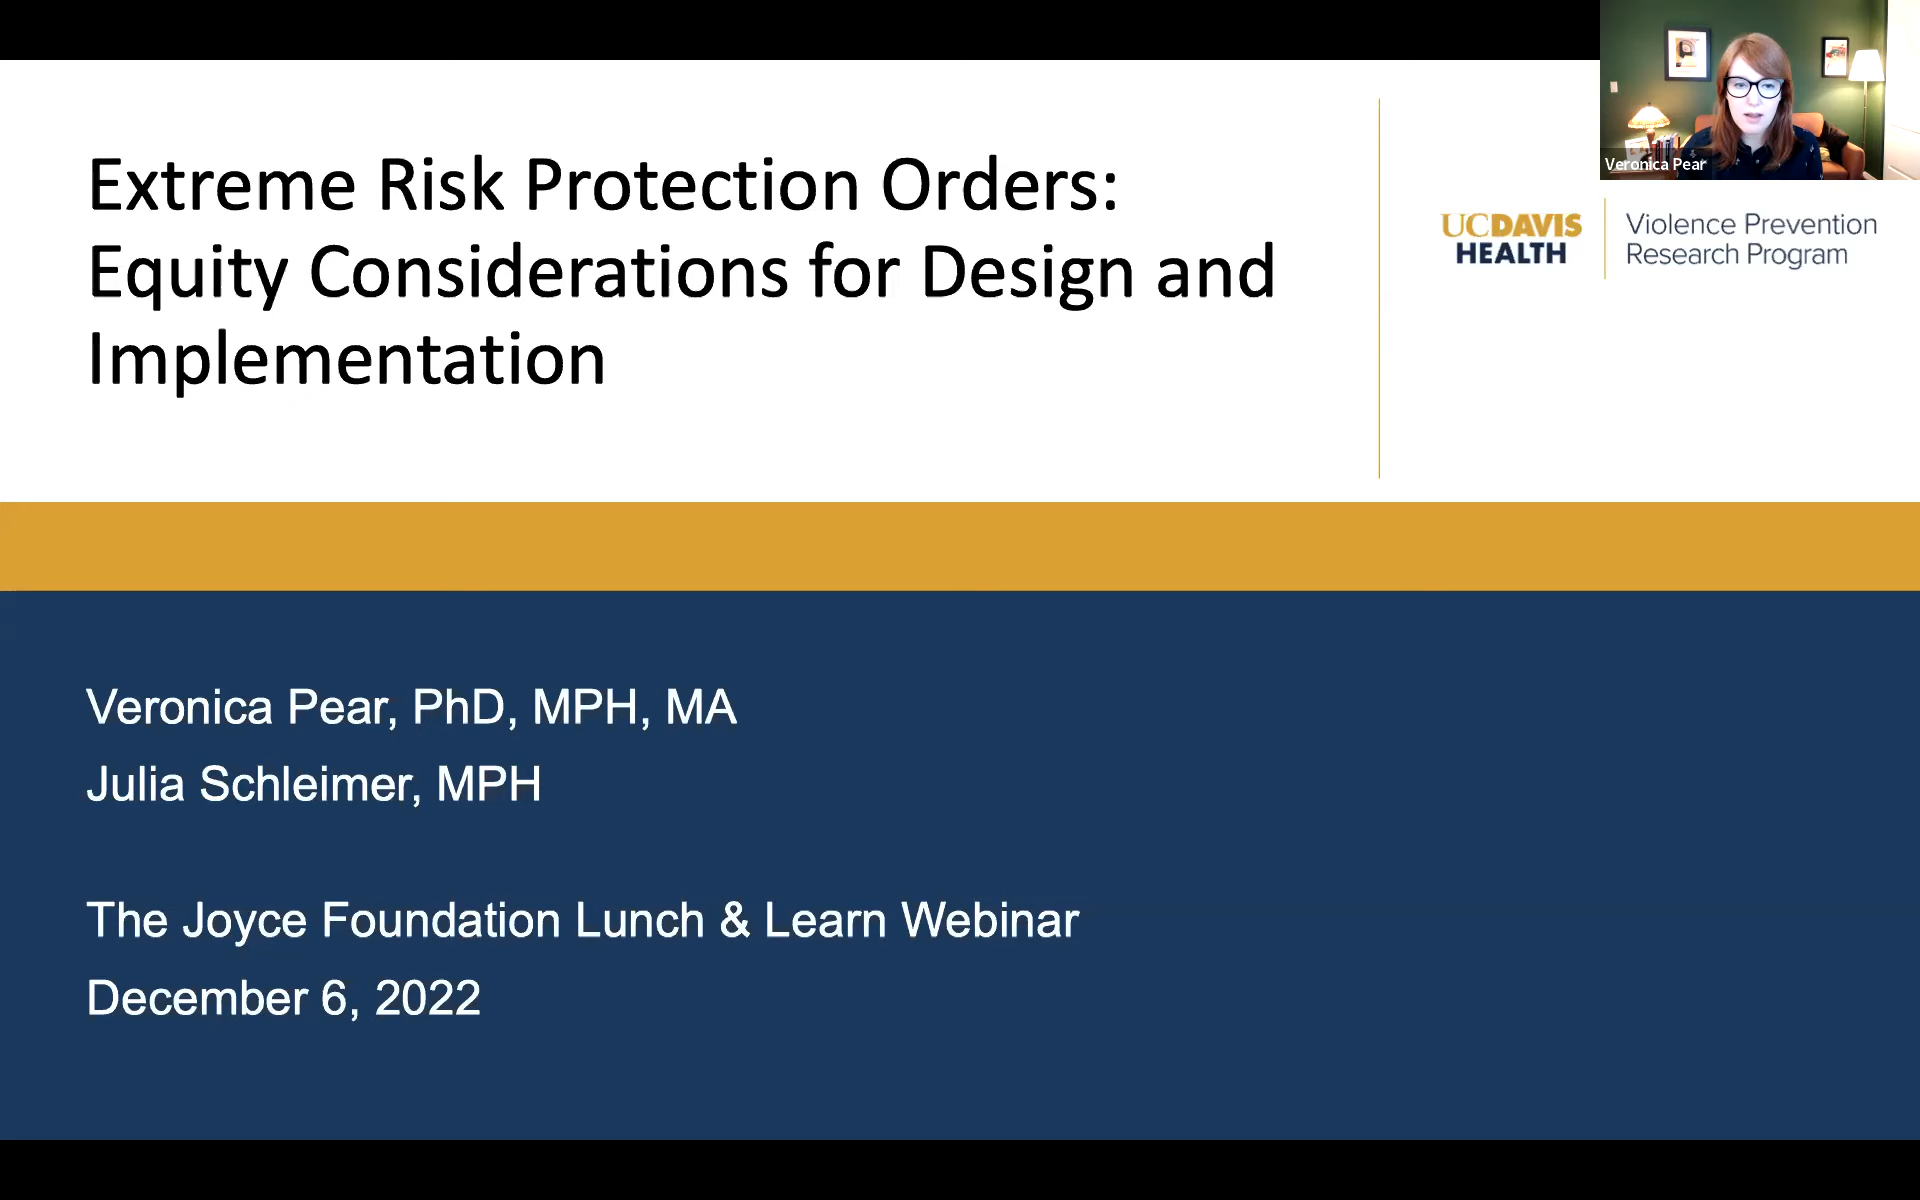 Extreme Risk Protection Orders:
Equity Considerations for Design and
Implementation
Veronica Pear
UCDAVIS
HEALTH
Violence Prevention
Research Program
Veronica Pear, PhD, MPH, MA
Julia Schleimer, MPH
The Joyce Foundation Lunch & Learn Webinar
December 6, 2022